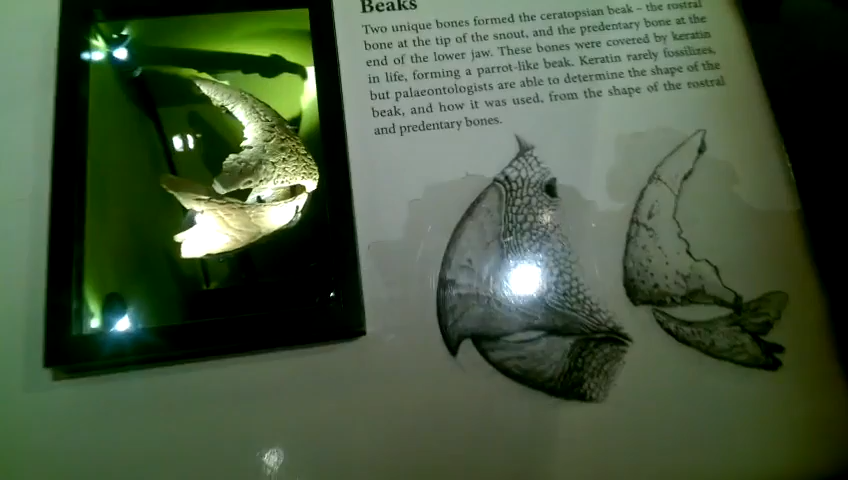 Beaks
Two unique bones formed the ceratopsian beak – the rostral
bone at the tip of the snout, and the predentary bone at the
end of the lower jaw. These bones were covered by keratin
in life, forming a parrot-like beak. Keratin rarely fossilizes,
but palaeontologists are able to determine the shape of the
beak, and how it was used, from the shape of the rostral
and predentary bones.